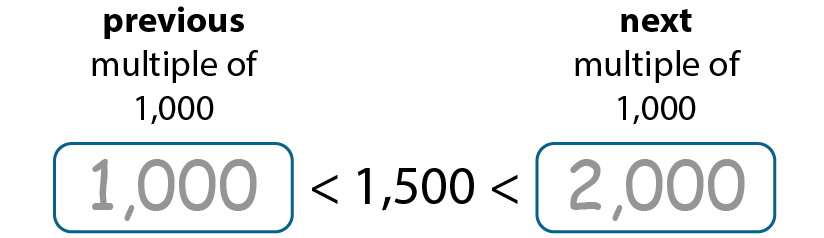 previous
multiple of
1,000
next
multiple of
1,000
1,000 < 1,500 < 2,000